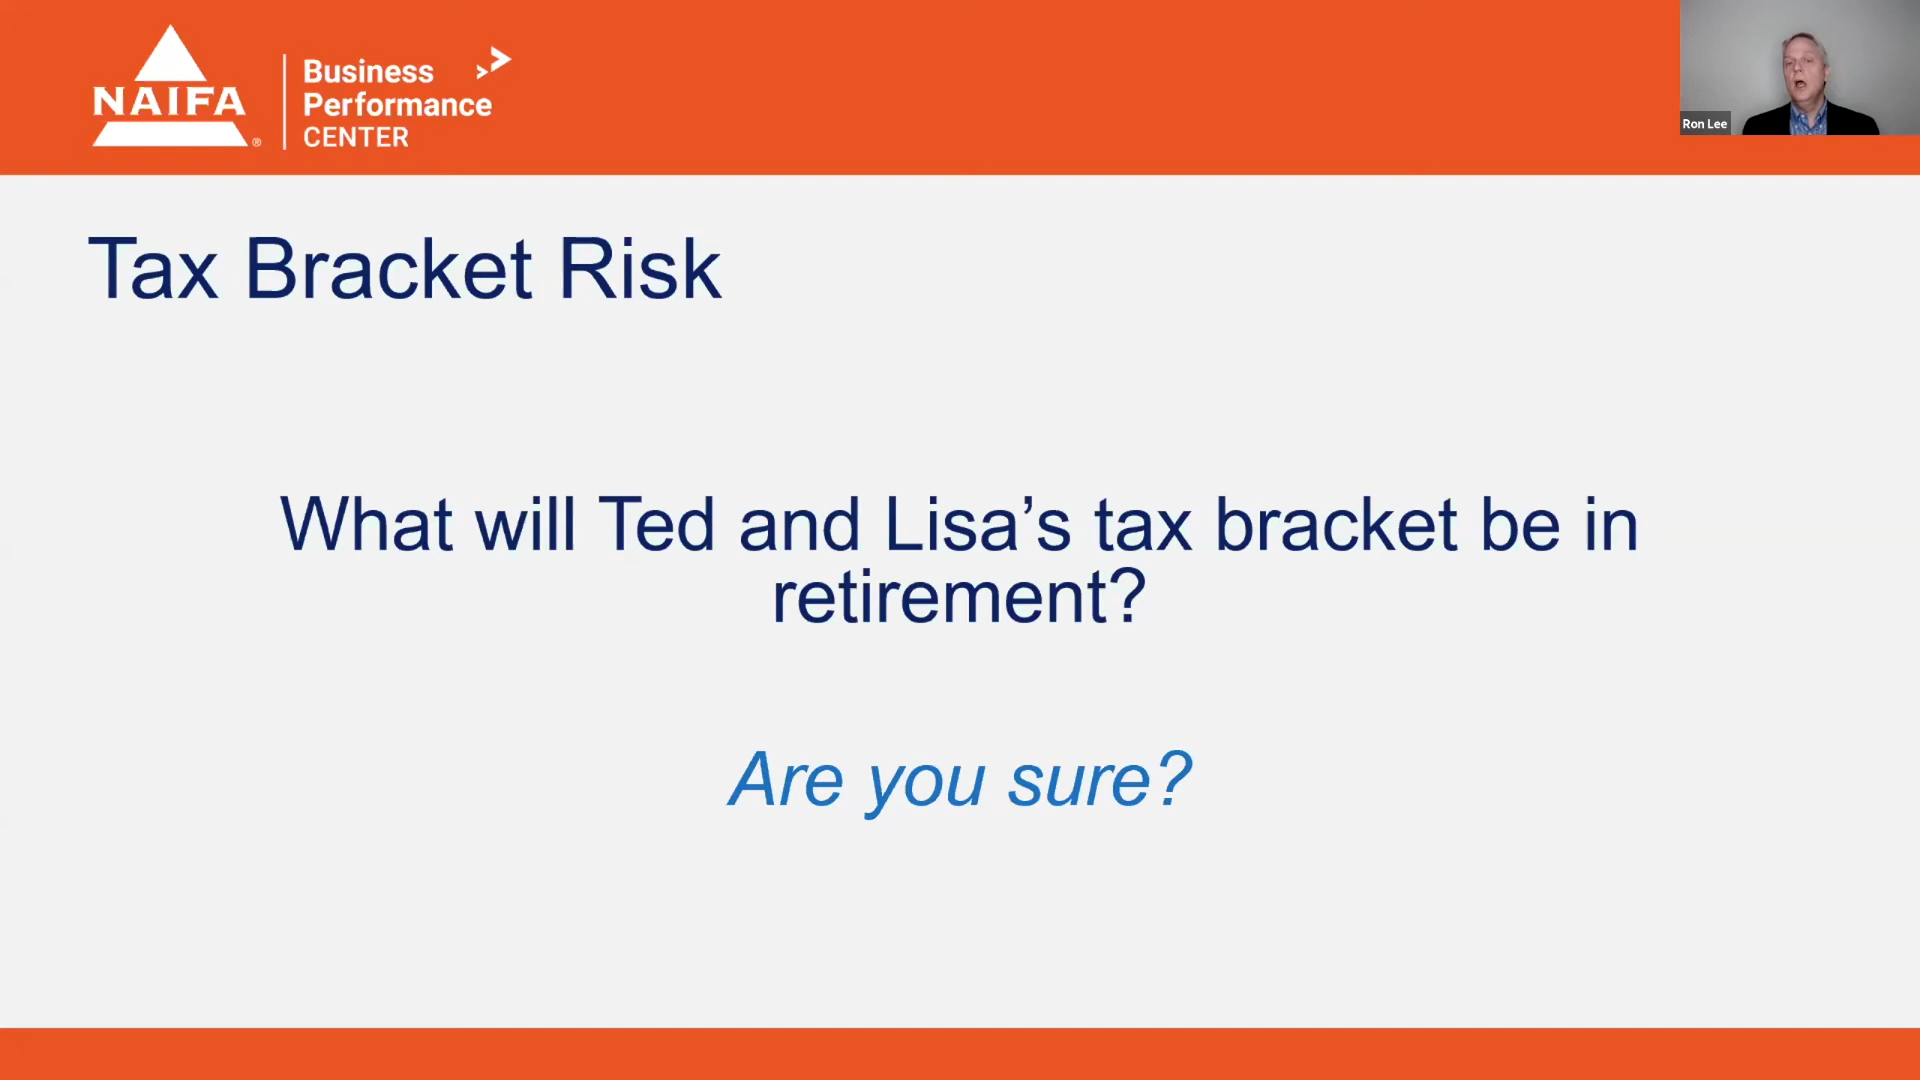 NAIFA®
Business
Performance
CENTER
Ron Lee
Tax Bracket Risk
What will Ted and Lisa’s tax bracket be in
retirement?
Are you sure?